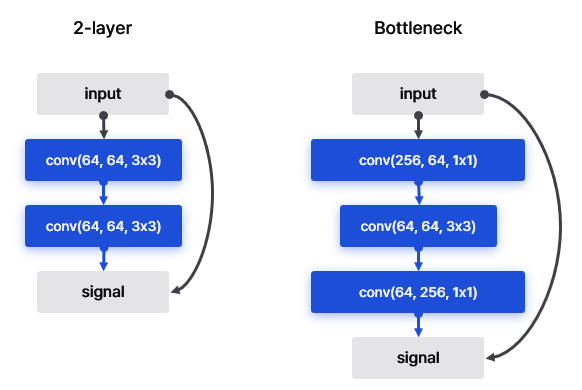 2-layer
input
conv(64, 64, 3x3)
conv(64, 64, 3x3)
signal
Bottleneck
input
conv(256, 64, 1x1)
conv(64, 64, 3x3)
conv(64, 256, 1x1)
signal